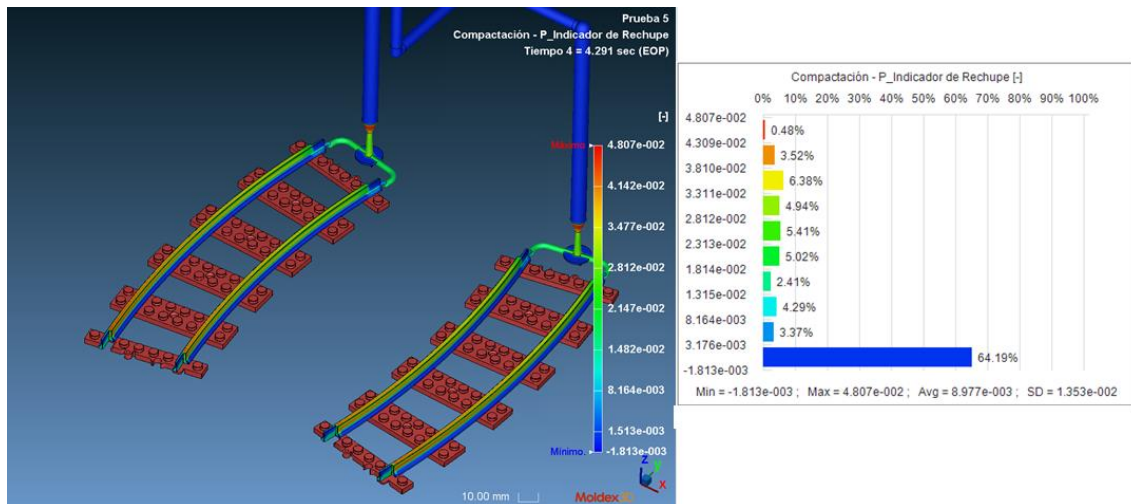 Prueba 5
Compactación - P_Indicador de Rechupe
Tiempo 4 = 4.291 sec (EOP)
[-]
Máximo. 4.807e-002
4.142e-002
3.477e-002
2.812e-002
2.147e-002
1.482e-002
8.164e-003
1.513e-003
Mínimo. -1.813e-003
10.00 mm
Moldex3D
Z
Y
X
Compactación - P_Indicador de Rechupe [-]
0% 10% 20% 30% 40% 50% 60% 70% 80% 90% 100%
4.807e-002
0.48%
4.309e-002
3.52%
3.810e-002
6.38%
3.311e-002
4.94%
2.812e-002
5.41%
2.313e-002
5.02%
1.814e-002
2.41%
1.315e-002
4.29%
8.164e-003
3.37%
3.176e-003
64.19%
-1.813e-003
Min = -1.813e-003 ; Max = 4.807e-002 ; Avg = 8.977e-003 ; SD = 1.353e-002